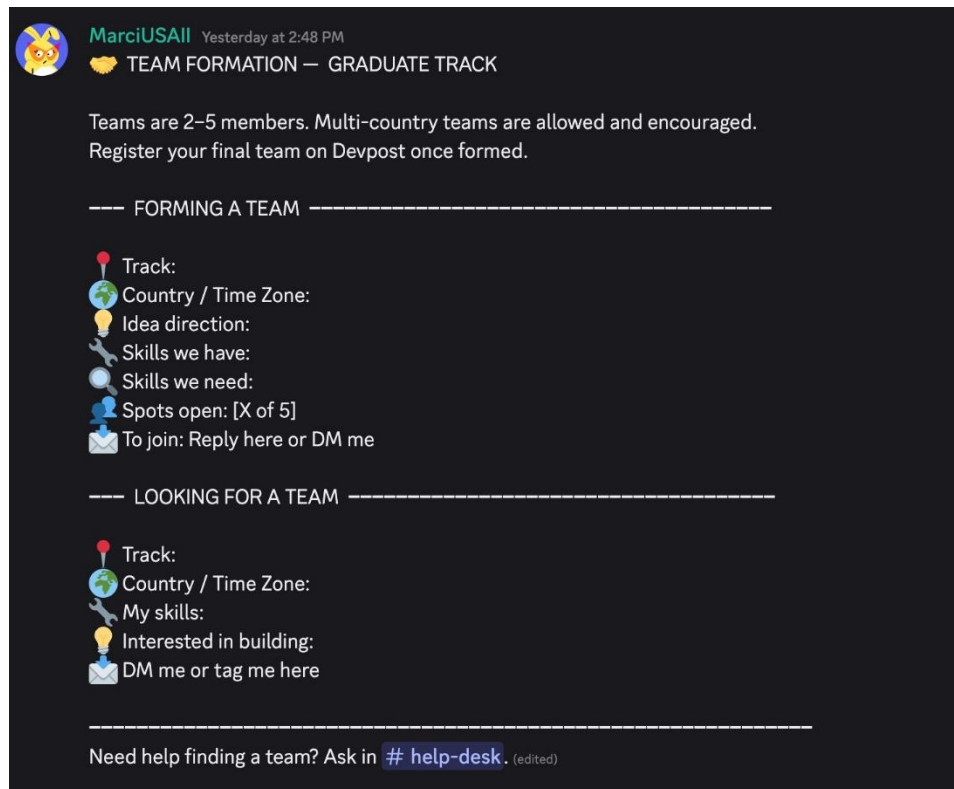 MarciUSAII Yesterday at 2:48 PM
🤝 TEAM FORMATION — GRADUATE TRACK
Teams are 2–5 members. Multi-country teams are allowed and encouraged.
Register your final team on Devpost once formed.
——— FORMING A TEAM ———————————————————————————————————————
📍 Track:
🌍 Country / Time Zone:
💡 Idea direction:
🔧 Skills we have:
🔍 Skills we need:
👥 Spots open: [X of 5]
📩 To join: Reply here or DM me
——— LOOKING FOR A TEAM ————————————————————————————————————
📍 Track:
🌍 Country / Time Zone:
🔧 My skills:
💡 Interested in building:
📩 DM me or tag me here
—————————————————————————————————————————————————————————————
Need help finding a team? Ask in # help-desk. (edited)